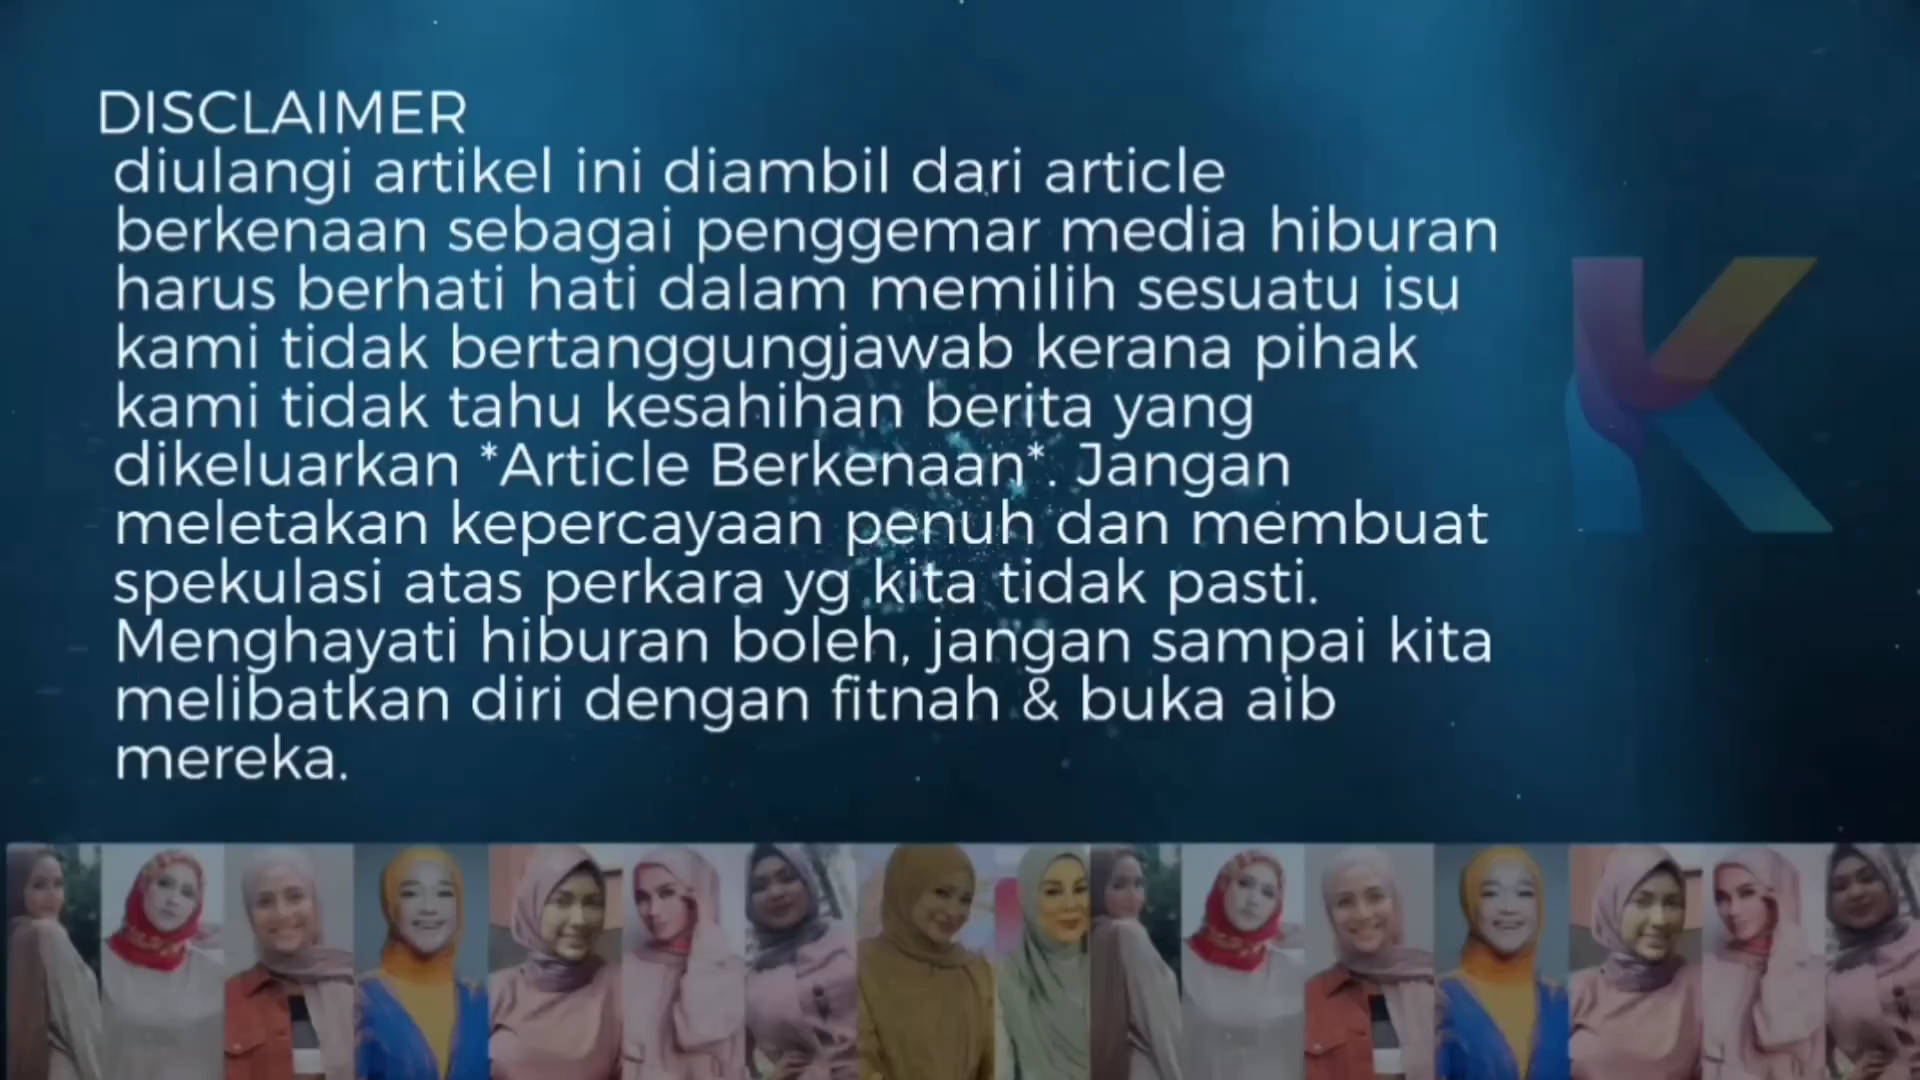 DISCLAIMER
diulangi artikel ini diambil dari article
berkenaan sebagai penggemar media hiburan
harus berhati hati dalam memilih sesuatu isu
kami tidak bertanggungjawab kerana pihak
kami tidak tahu kesahihan berita yang
dikeluarkan *Article Berkenaan*. Jangan
meletakan kepercayaan penuh dan membuat
spekulasi atas perkara yg kita tidak pasti.
Menghayati hiburan boleh, jangan sampai kita
melibatkan diri dengan fitnah & buka aib
mereka.
K